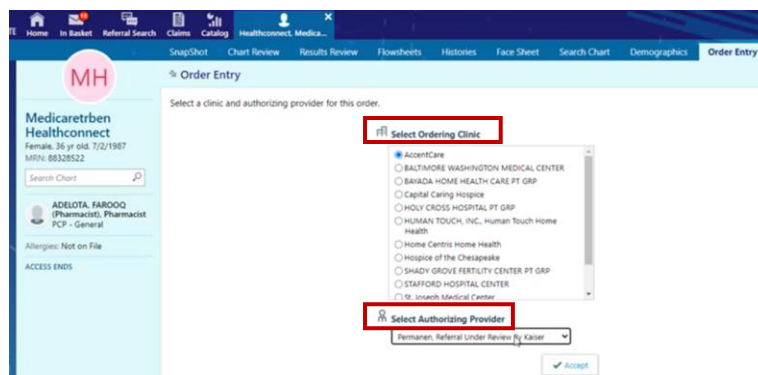 TE Home In Basket Referral Search Claims Catalog Healthconnect, Medica... ×
SnapShot Chart Review Results Review Flowsheets Histories Face Sheet Search Chart Demographics Order Entry
MH
Order Entry
Select a clinic and authorizing provider for this order.
Medicaretrben
Healthconnect
Female, 36 yr old, 7/2/1987
MRN: 88328522
Search Chart
ADELOTA, FAROOQ
(Pharmacist), Pharmacist
PCP - General
Allergies: Not on File
ACCESS ENDS
Select Ordering Clinic
AccentCare
BALTIMORE WASHINGTON MEDICAL CENTER
BAYADA HOME HEALTH CARE PT GRP
Capital Caring Hospice
HOLY CROSS HOSPITAL PT GRP
HUMAN TOUCH, INC., Human Touch Home
Health
Home Centris Home Health
Hospice of the Chesapeake
SHADY GROVE FERTILITY CENTER PT GRP
STAFFORD HOSPITAL CENTER
St. Joseph Medical Center
Select Authorizing Provider
Permanen, Referral Under Review By Kaiser
Accept